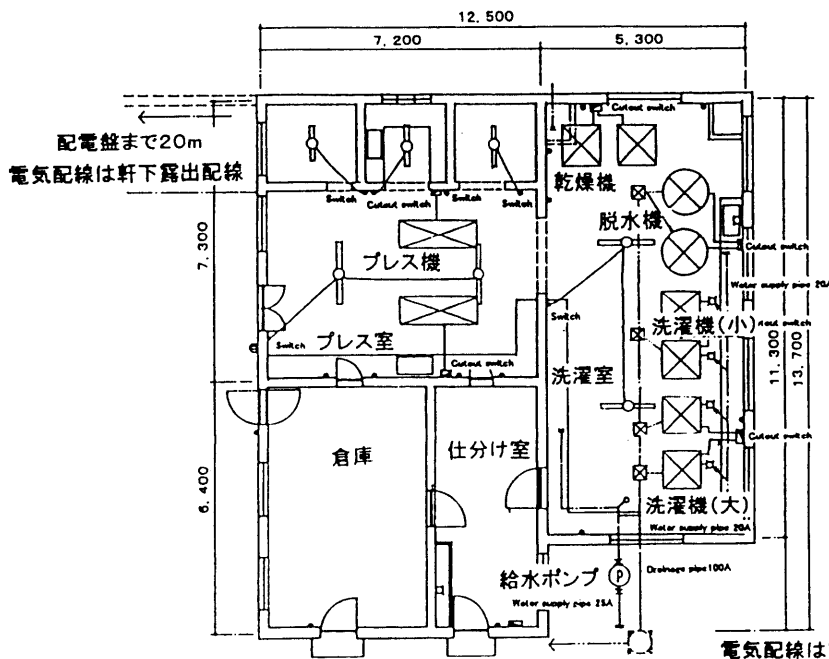 12,500
7,200
5,300
Cutout switch
配電盤まで20m
電気配線は軒下露出配線
乾燥機
脱水機
Switch
Cutout switch
Switch
Switch
Cutout switch
7,300
プレス機
Water supply pipe 20A
Switch
洗濯機(小)
tout switch
Switch
プレス室
Cutout switch
洗濯室
11,300
13,700
Cutout switch
倉庫
仕分け室
6,400
洗濯機(大)
Water supply pipe 20A
給水ポンプ
P
Drainage pipe100A
Water supply pipe 25A
電気配線は